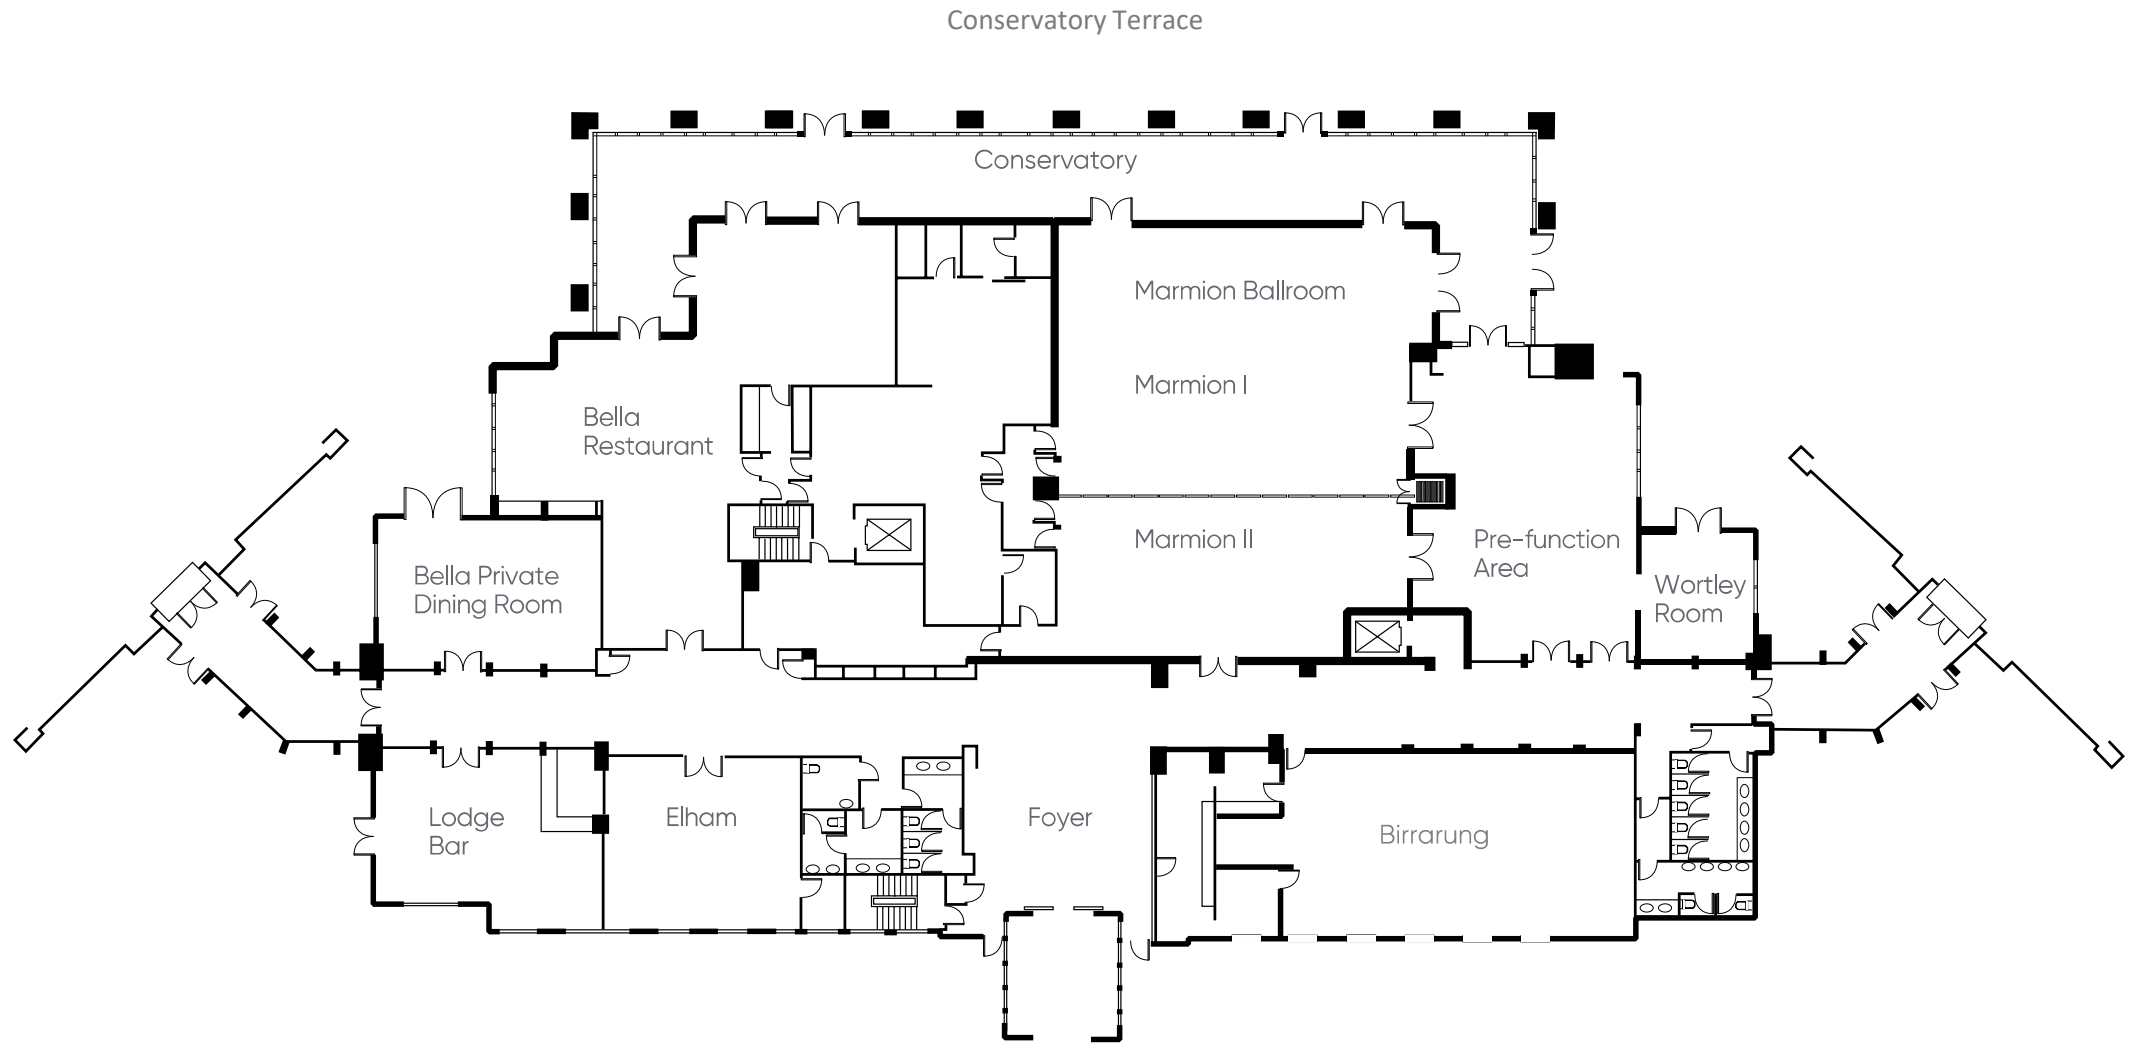 Conservatory Terrace
Conservatory
Marmion Ballroom
Marmion I
Bella
Restaurant
Marmion II
Pre-function
Area
Bella Private
Dining Room
Wortley
Room
Lodge
Bar
Elham
Foyer
Birrarung